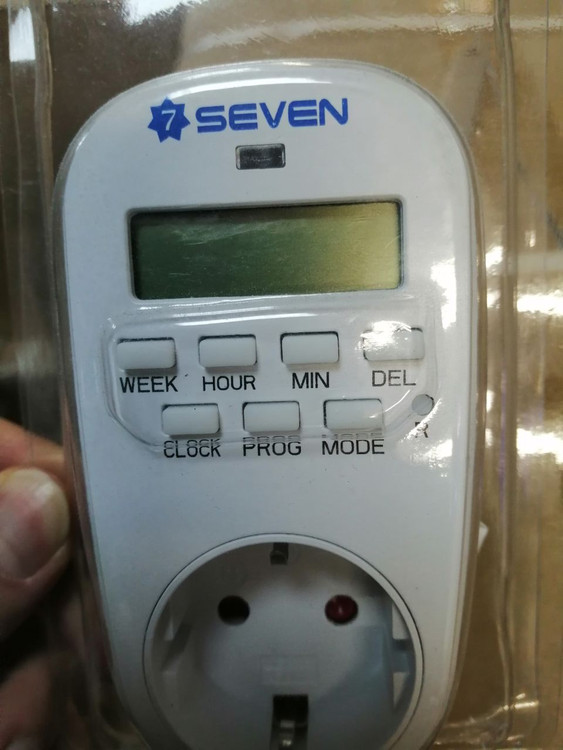 7 SEVEN
WEEK HOUR MIN DEL
CLOCK PROG MODE R